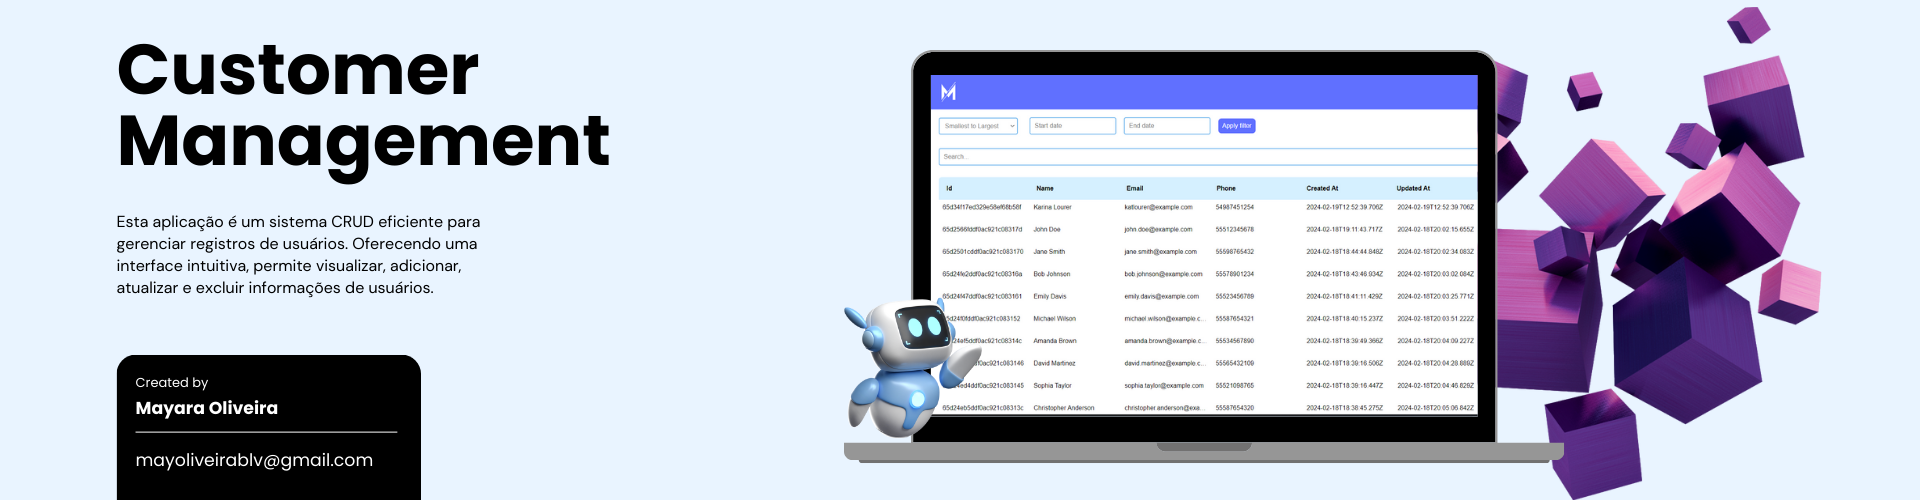 Customer
Management
Esta aplicação é um sistema CRUD eficiente para
gerenciar registros de usuários. Oferecendo uma
interface intuitiva, permite visualizar, adicionar,
atualizar e excluir informações de usuários.
Created by
Mayara Oliveira
mayoliveirablv@gmail.com
M
Smallest to Largest Start date End date Apply filter
Search...
Id Name Email Phone Created At Updated At
65d34f17ed329e58ef68b58f Karina Lourer katlourer@example.com 54987451254 2024-02-19T12:52:39.706Z 2024-02-19T12:52:39.706Z
65d2566fddf0ac921c08317d John Doe john.doe@example.com 55512345678 2024-02-18T19:11:43.717Z 2024-02-18T20:02:15.655Z
65d2501cddf0ac921c083170 Jane Smith jane.smith@example.com 55598765432 2024-02-18T18:44:44.848Z 2024-02-18T20:02:34.083Z
65d24fe2ddf0ac921c08316a Bob Johnson bob.johnson@example.com 55578901234 2024-02-18T18:43:46.934Z 2024-02-18T20:03:02.084Z
65d24f47ddf0ac921c083161 Emily Davis emily.davis@example.com 55523456789 2024-02-18T18:41:11.429Z 2024-02-18T20:03:25.771Z
Michael Wilson michael.wilson@example.c... 55587654321 2024-02-18T18:40:15.237Z 2024-02-18T20:03:51.222Z
Amanda Brown amanda.brown@example.c... 55534567890 2024-02-18T18:39:49.366Z 2024-02-18T20:04:09.227Z
David Martinez david.martinez@example.c... 55565432109 2024-02-18T18:39:16.506Z 2024-02-18T20:04:28.889Z
Sophia Taylor sophia.taylor@example.com 55521098765 2024-02-18T18:39:16.447Z 2024-02-18T20:04:46.829Z
65d24eb5ddf0ac921c08313c Christopher Anderson christopher.anderson@exa... 55587654320 2024-02-18T18:38:45.275Z 2024-02-18T20:05:06.842Z